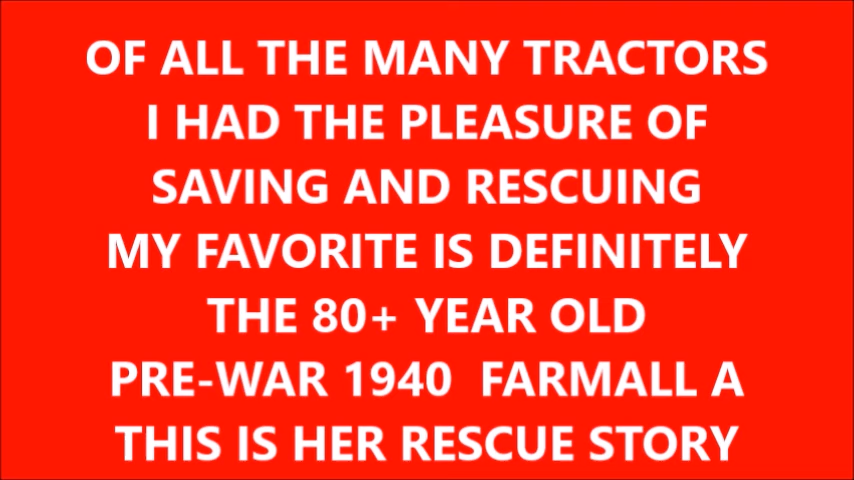 OF ALL THE MANY TRACTORS
I HAD THE PLEASURE OF
SAVING AND RESCUING
MY FAVORITE IS DEFINITELY
THE 80+ YEAR OLD
PRE-WAR 1940  FARMALL A
THIS IS HER RESCUE STORY